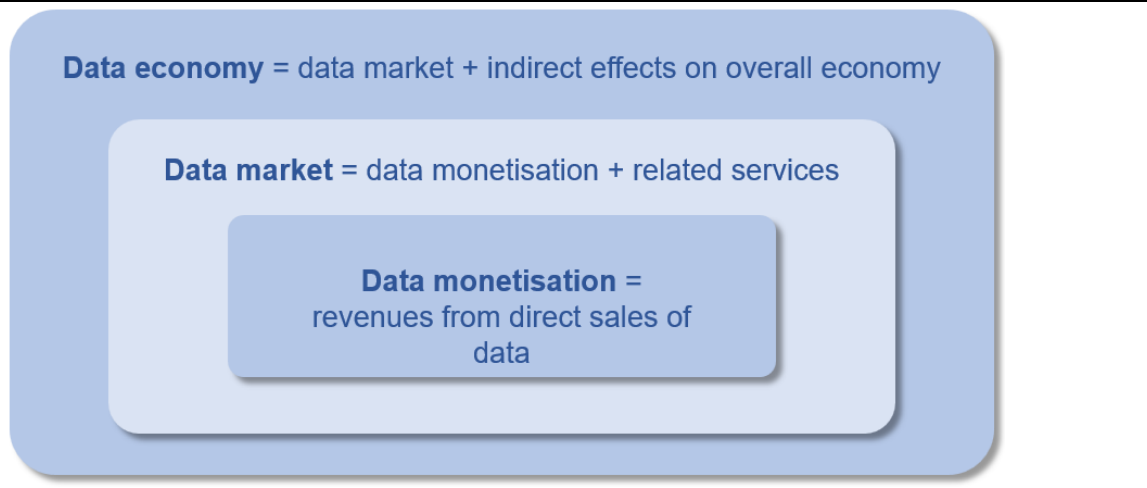 Data economy = data market + indirect effects on overall economy
Data market = data monetisation + related services
Data monetisation =
revenues from direct sales of
data